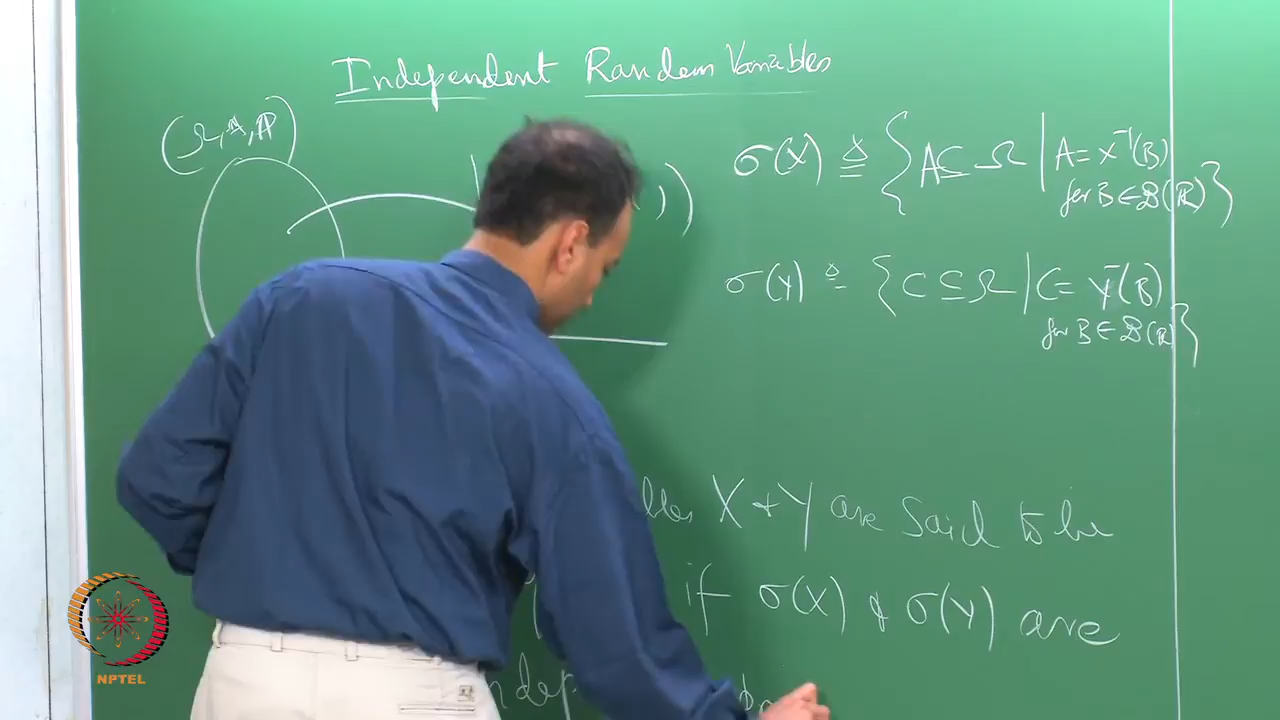 Independent Random Variables
(Ω, A, ℙ)
σ(X) ≜ { A ⊆ Ω | A = X⁻¹(B)
for B ∈ 𝓑(ℝ) }
σ(Y) ≜ { C ⊆ Ω | C = Y⁻¹(B)
for B ∈ 𝓑(ℝ) }
X & Y are said to be
if σ(X) & σ(Y) are
NPTEL